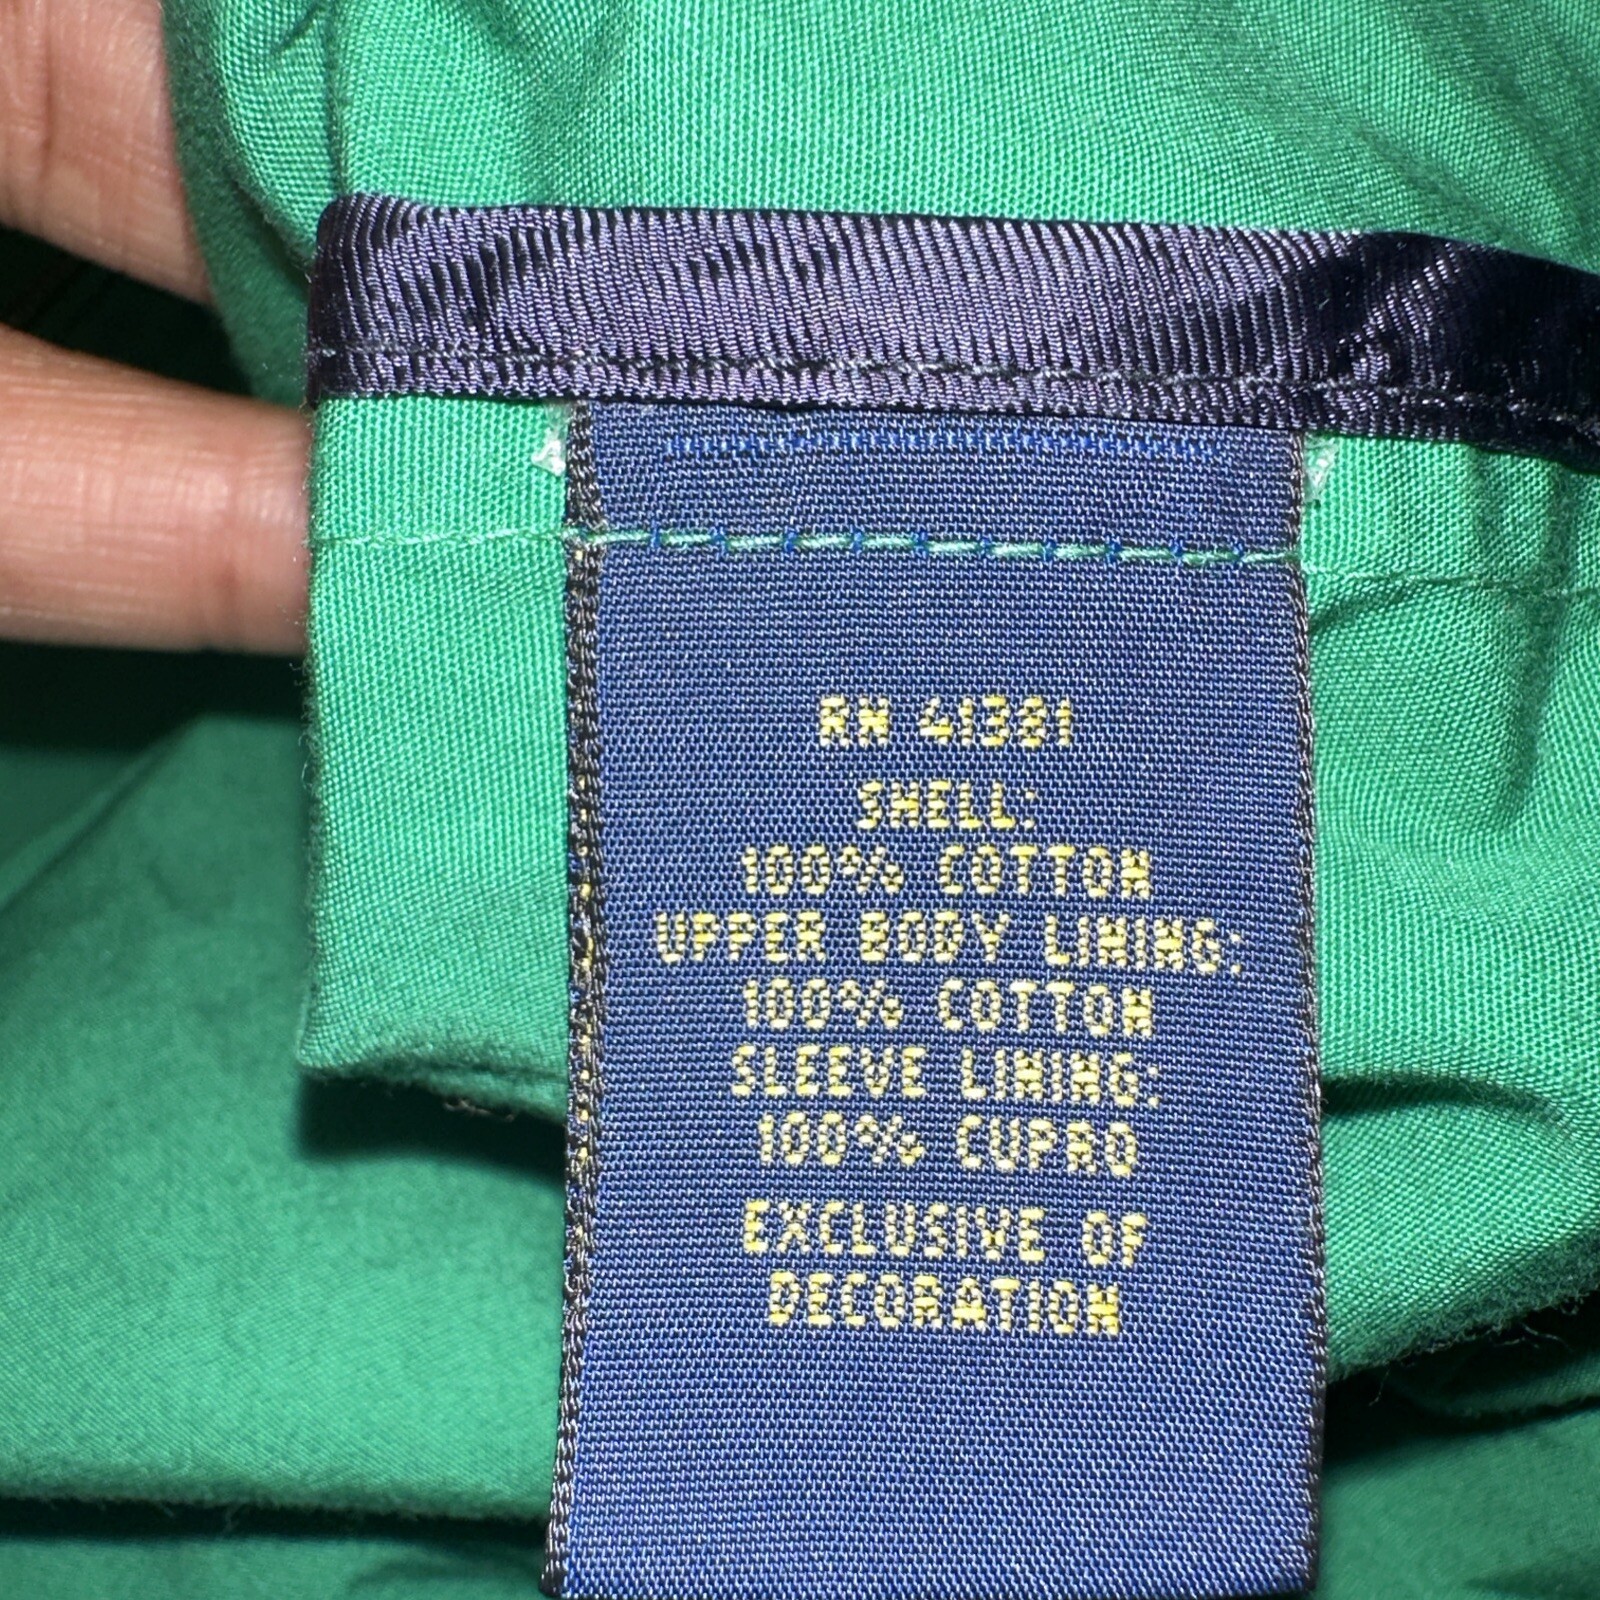 RN 41381
SHELL:
100% COTTON
UPPER BODY LINING:
100% COTTON
SLEEVE LINING:
100% CUPRO
EXCLUSIVE OF
DECORATION